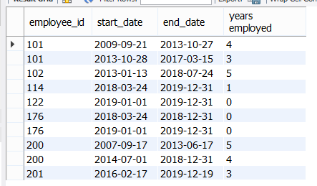 employee_id start_date end_date years employed
101 2009-09-21 2013-10-27 4
101 2013-10-28 2017-03-15 3
102 2013-01-13 2018-07-24 5
114 2018-03-24 2019-12-31 1
122 2019-01-01 2019-12-31 0
176 2018-03-24 2018-12-31 0
176 2019-01-01 2019-12-31 0
200 2007-09-17 2013-06-17 5
200 2014-07-01 2018-12-31 4
201 2016-02-17 2019-12-19 3